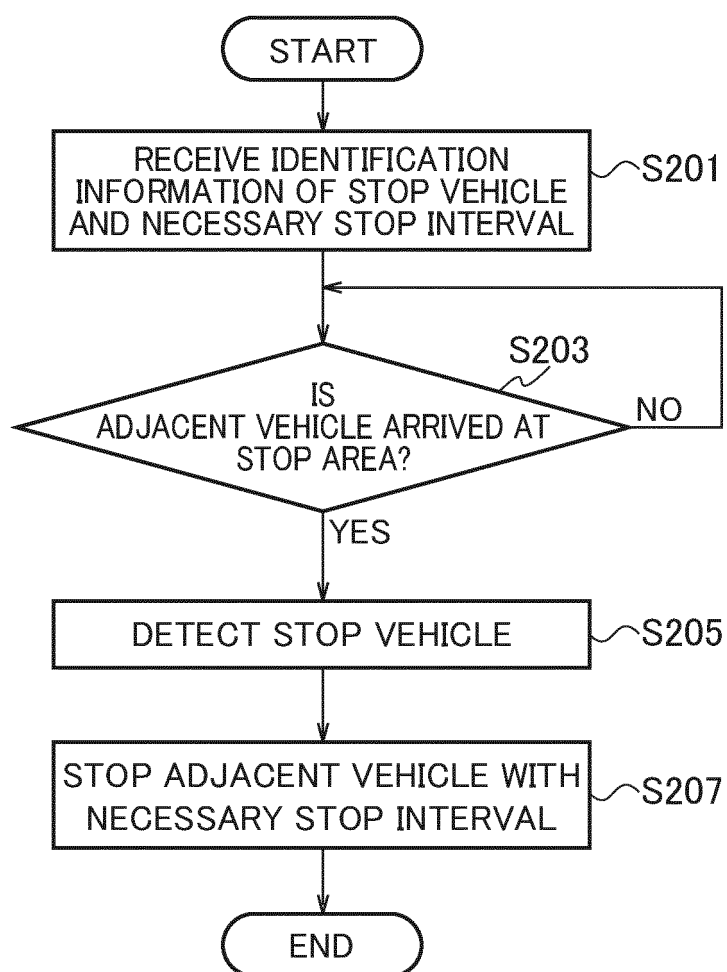 START
RECEIVE IDENTIFICATION
INFORMATION OF STOP VEHICLE
AND NECESSARY STOP INTERVAL
S201
S203
IS
ADJACENT VEHICLE ARRIVED AT
STOP AREA?
NO
YES
DETECT STOP VEHICLE
S205
STOP ADJACENT VEHICLE WITH
NECESSARY STOP INTERVAL
S207
END